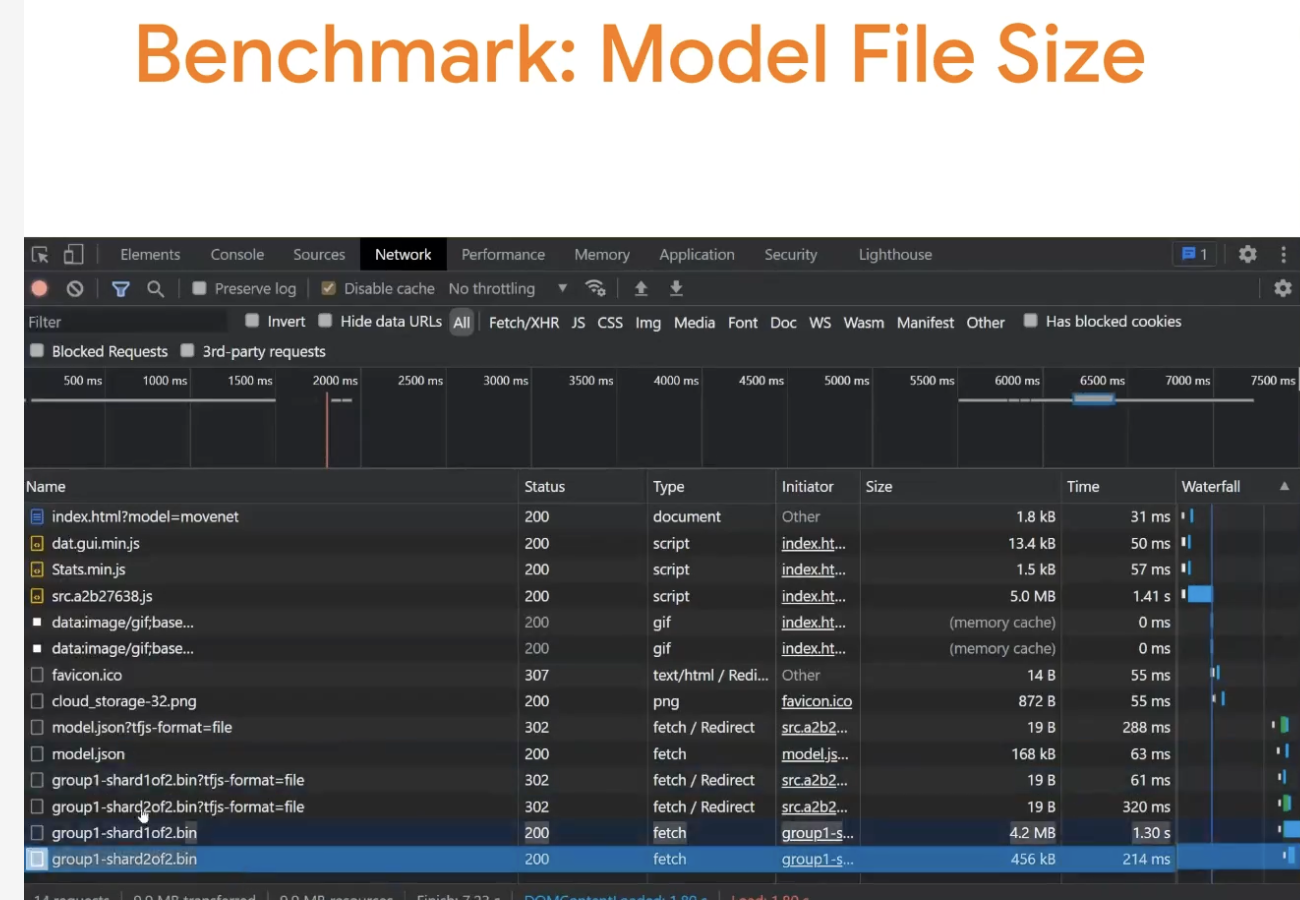 Benchmark: Model File Size
Elements Console Sources Network Performance Memory Application Security Lighthouse 1
Preserve log Disable cache No throttling
Filter Invert Hide data URLs All Fetch/XHR JS CSS Img Media Font Doc WS Wasm Manifest Other Has blocked cookies
Blocked Requests 3rd-party requests
500 ms 1000 ms 1500 ms 2000 ms 2500 ms 3000 ms 3500 ms 4000 ms 4500 ms 5000 ms 5500 ms 6000 ms 6500 ms 7000 ms 7500 ms
Name Status Type Initiator Size Time Waterfall
index.html?model=movenet 200 document Other 1.8 kB 31 ms
dat.gui.min.js 200 script index.ht... 13.4 kB 50 ms
Stats.min.js 200 script index.ht... 1.5 kB 57 ms
src.a2b27638.js 200 script index.ht... 5.0 MB 1.41 s
data:image/gif;base... 200 gif index.ht... (memory cache) 0 ms
data:image/gif;base... 200 gif index.ht... (memory cache) 0 ms
favicon.ico 307 text/html / Redi... Other 14 B 55 ms
cloud_storage-32.png 200 png favicon.ico 872 B 55 ms
model.json?tfjs-format=file 302 fetch / Redirect src.a2b2... 19 B 288 ms
model.json 200 fetch model.js... 168 kB 63 ms
group1-shard1of2.bin?tfjs-format=file 302 fetch / Redirect src.a2b2... 19 B 61 ms
group1-shard2of2.bin?tfjs-format=file 302 fetch / Redirect src.a2b2... 19 B 320 ms
group1-shard1of2.bin 200 fetch group1-s... 4.2 MB 1.30 s
group1-shard2of2.bin 200 fetch group1-s... 456 kB 214 ms
14 requests MB transferred MB resources Finish: DOMContentLoaded: 1.80 s Load: 1.80 s